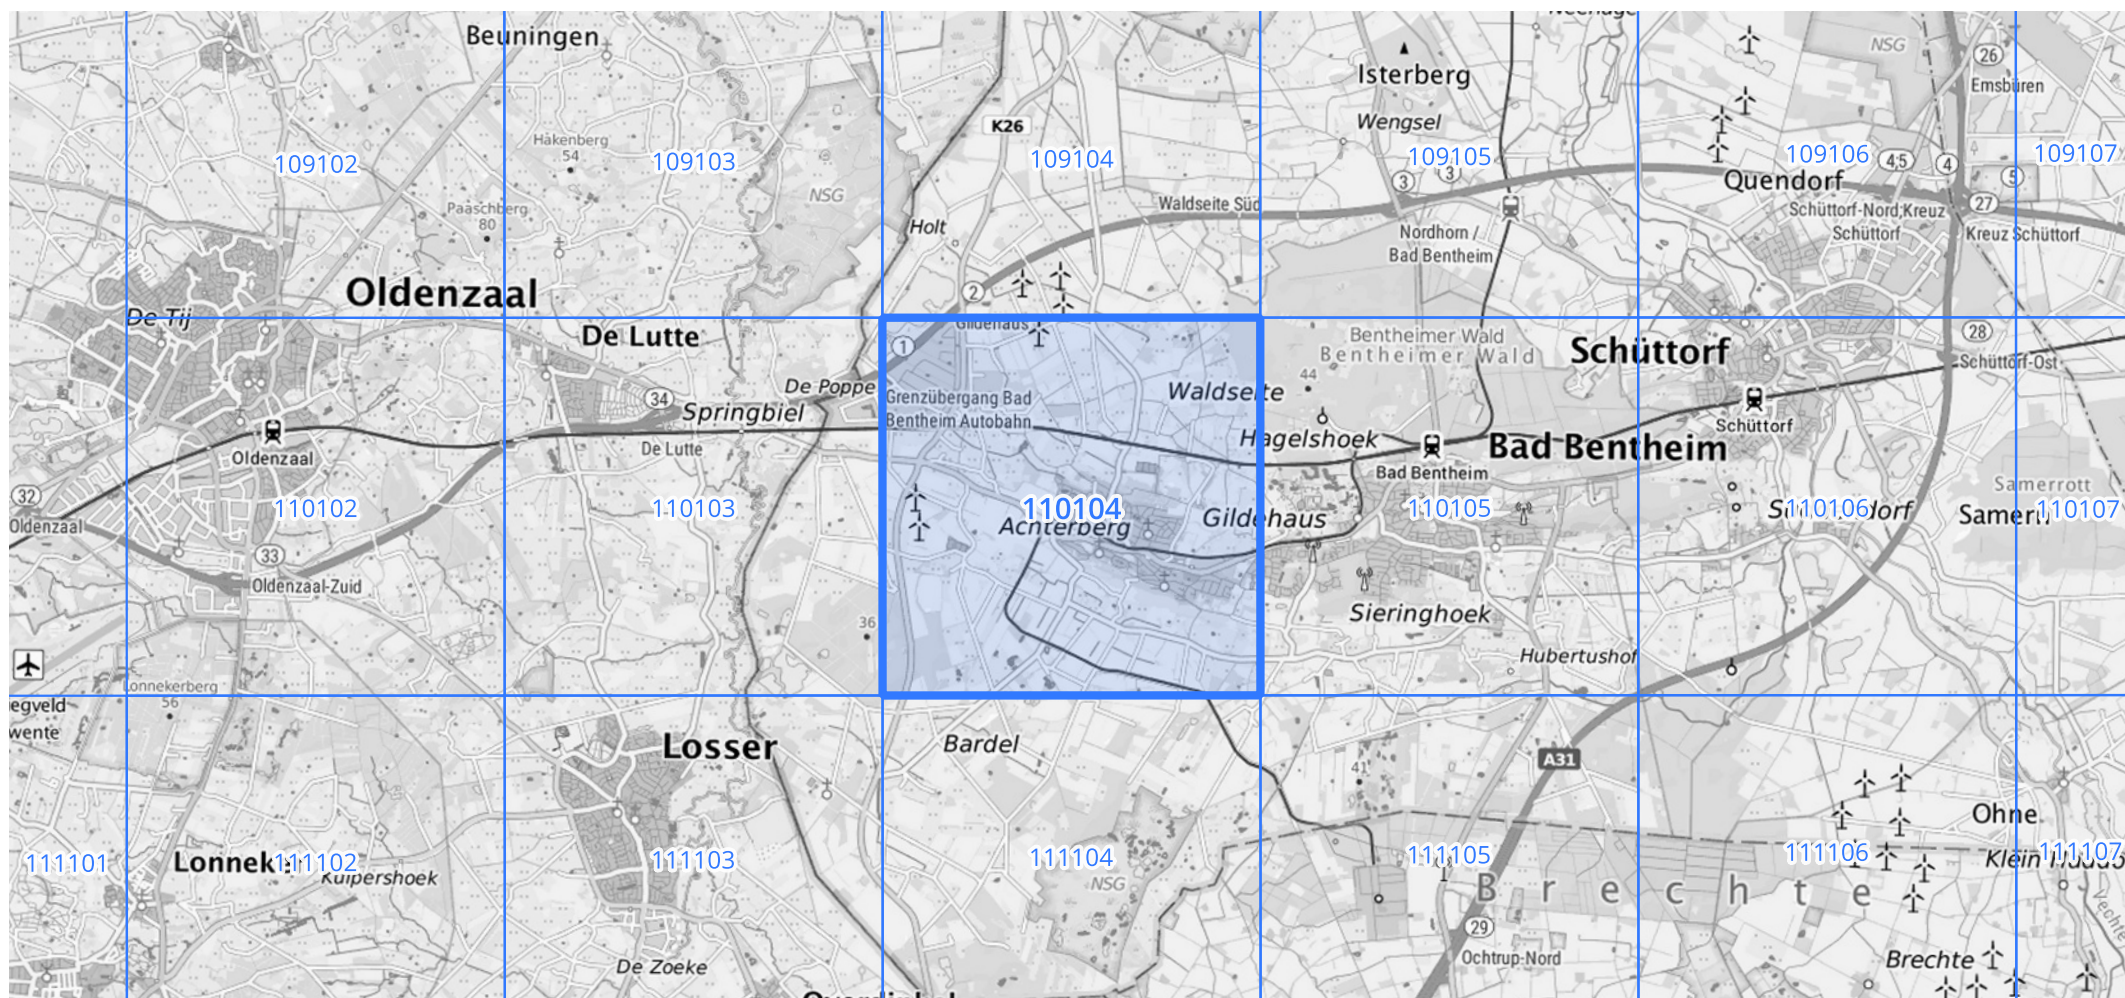 Beuningen
Isterberg
NSG
26
Emsbüren
K26
Wengsel
Hakenberg
54
109102
109103
109104
109105
109106
109107
3
3
45
4
5
NSG
Quendorf
Paaschberg
80
Holt
Waldseite Süd
Nordhorn /
Bad Bentheim
Schüttorf-Nord;Kreuz
Schüttorf
27
Kreuz Schüttorf
Oldenzaal
2
De Tij
De Lutte
Gildehaus
1
Bentheimer Wald
Bentheimer Wald
Schüttorf
28
Schüttorf-Ost
44
De Poppe
34
Springbiel
Grenzübergang Bad
Bentheim Autobahn
Waldseite
Hagelshoek
Bad Bentheim
Schüttorf
Oldenzaal
De Lutte
Bad Bentheim
32
Oldenzaal
110102
110103
110104
110105
110106
110107
Achterberg
Gildehaus
Samerrott
33
Oldenzaal-Zuid
36
Sieringhoek
Hubertushof
Lonnekerberg
56
Losser
Bardel
A31
41
Ohne
111101
Lonneke
111102
111103
111104
111105
111106
111107
Kuipershoek
NSG
Brechte
29
Ochtrup-Nord
De Zoeke
Brechte